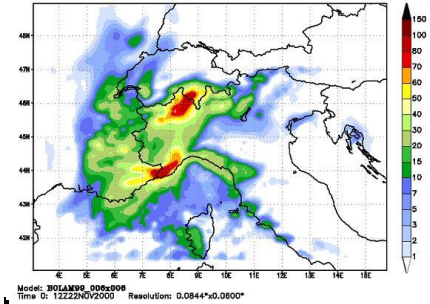 48N
47N
46N
45N
44N
43N
42N
4E 5E 6E 7E 8E 9E 10E 11E 12E 13E 14E 15E
150
100
70
60
50
40
30
20
15
10
7
5
3
2
1
Model: BOLAM99_006x006
Time 0: 12Z22NOV2000 Resolution: 0.0844°x0.0600°
b